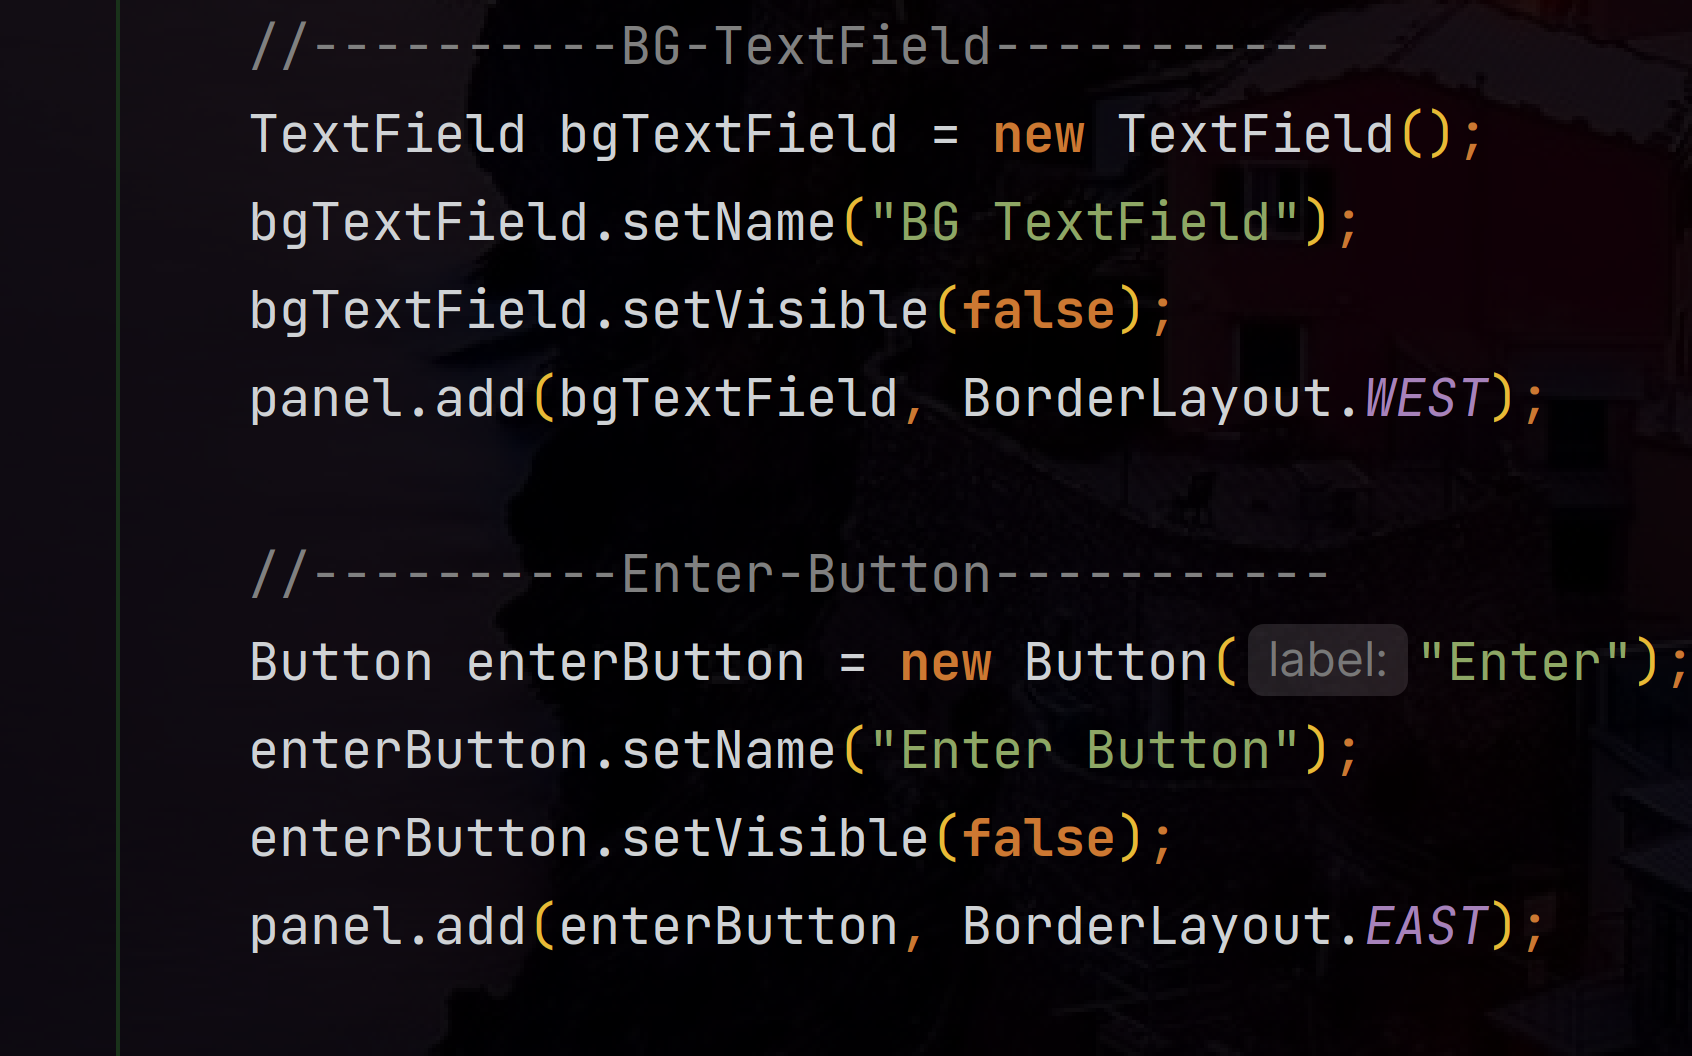 //----------BG-TextField-----------
TextField bgTextField = new TextField();
bgTextField.setName("BG TextField");
bgTextField.setVisible(false);
panel.add(bgTextField, BorderLayout.WEST);
//----------Enter-Button-----------
Button enterButton = new Button( label: "Enter");
enterButton.setName("Enter Button");
enterButton.setVisible(false);
panel.add(enterButton, BorderLayout.EAST);